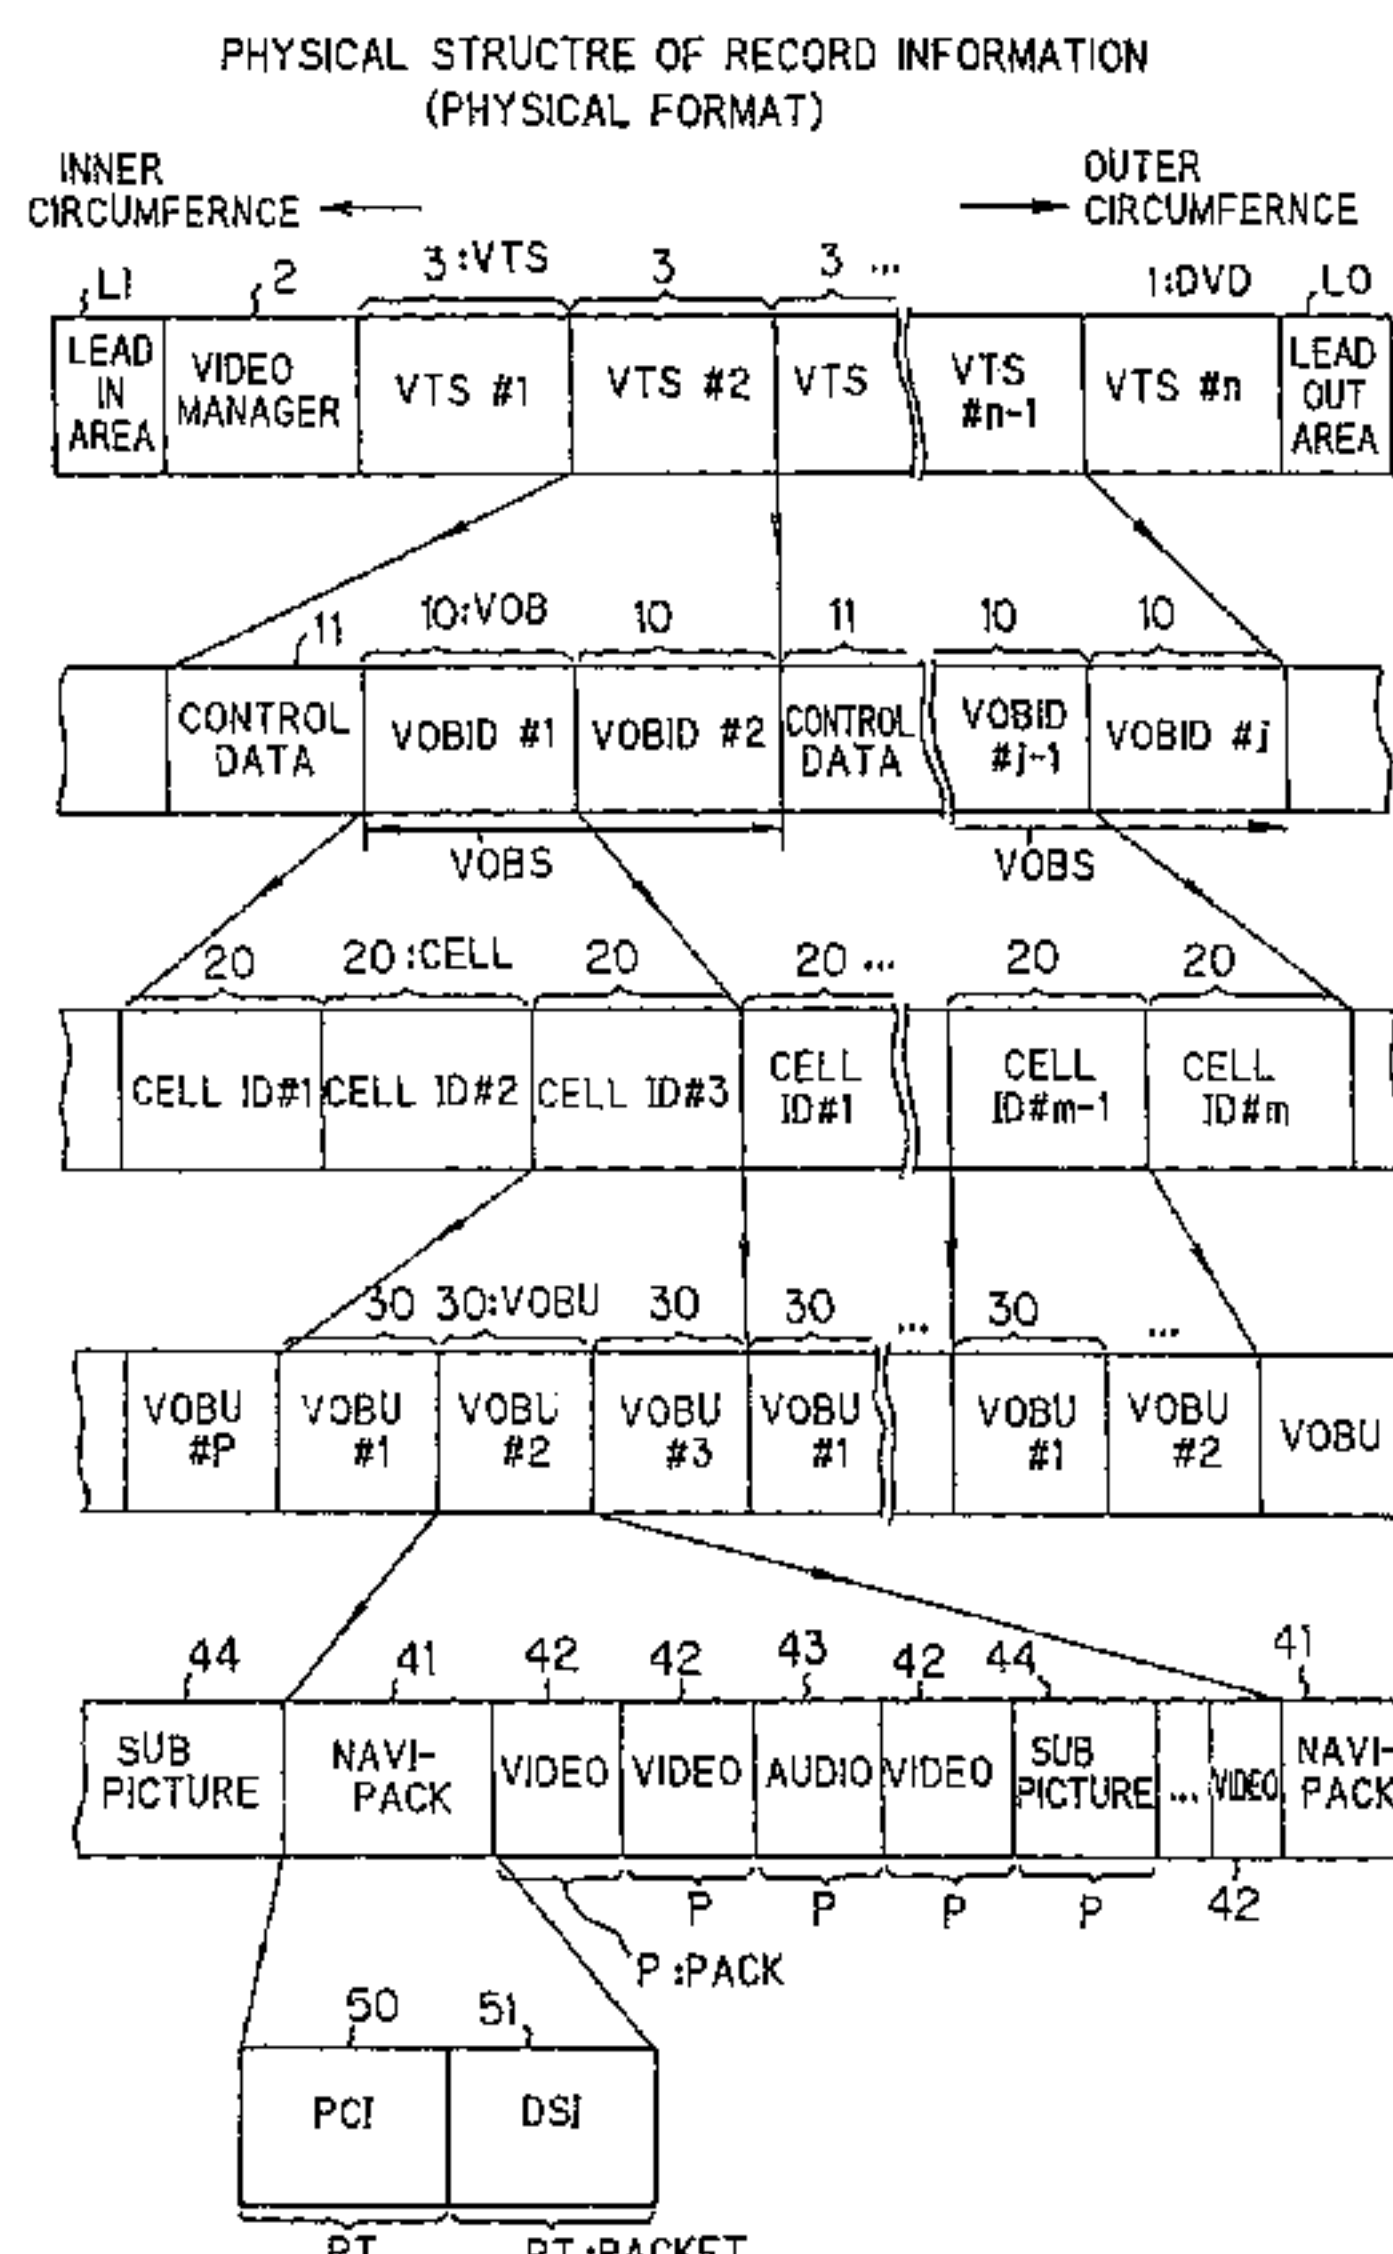 PHYSICAL STRUCTRE OF RECORD INFORMATION
(PHYSICAL FORMAT)
INNER
CIRCUMFERNCE
OUTER
CIRCUMFERNCE
LI
2
3:VTS
3
3 ...
1:DVD
LO
LEAD
IN
AREA
VIDEO
MANAGER
VTS #1
VTS #2
VTS
VTS
#n-1
VTS #n
LEAD
OUT
AREA
11
10:VOB
10
11
10
10
CONTROL
DATA
VOBID #1
VOBID #2
CONTROL
DATA
VOBID
#j-1
VOBID #j
VOBS
VOBS
20
20:CELL
20
20 ...
20
20
CELL ID#1
CELL ID#2
CELL ID#3
CELL
ID#1
CELL
ID#m-1
CELL
ID#m
30
30:VOBU
30
30
...
30
...
VOBU
#P
VOBU
#1
VOBU
#2
VOBU
#3
VOBU
#1
VOBU
#1
VOBU
#2
VOBU
44
41
42
42
43
42
44
41
SUB
PICTURE
NAVI-
PACK
VIDEO
VIDEO
AUDIO
VIDEO
SUB
PICTURE
...
VIDEO
NAVI-
PACK
P
P
P
P
42
P:PACK
50
51
PCI
DSI
PT
PT:PACKET